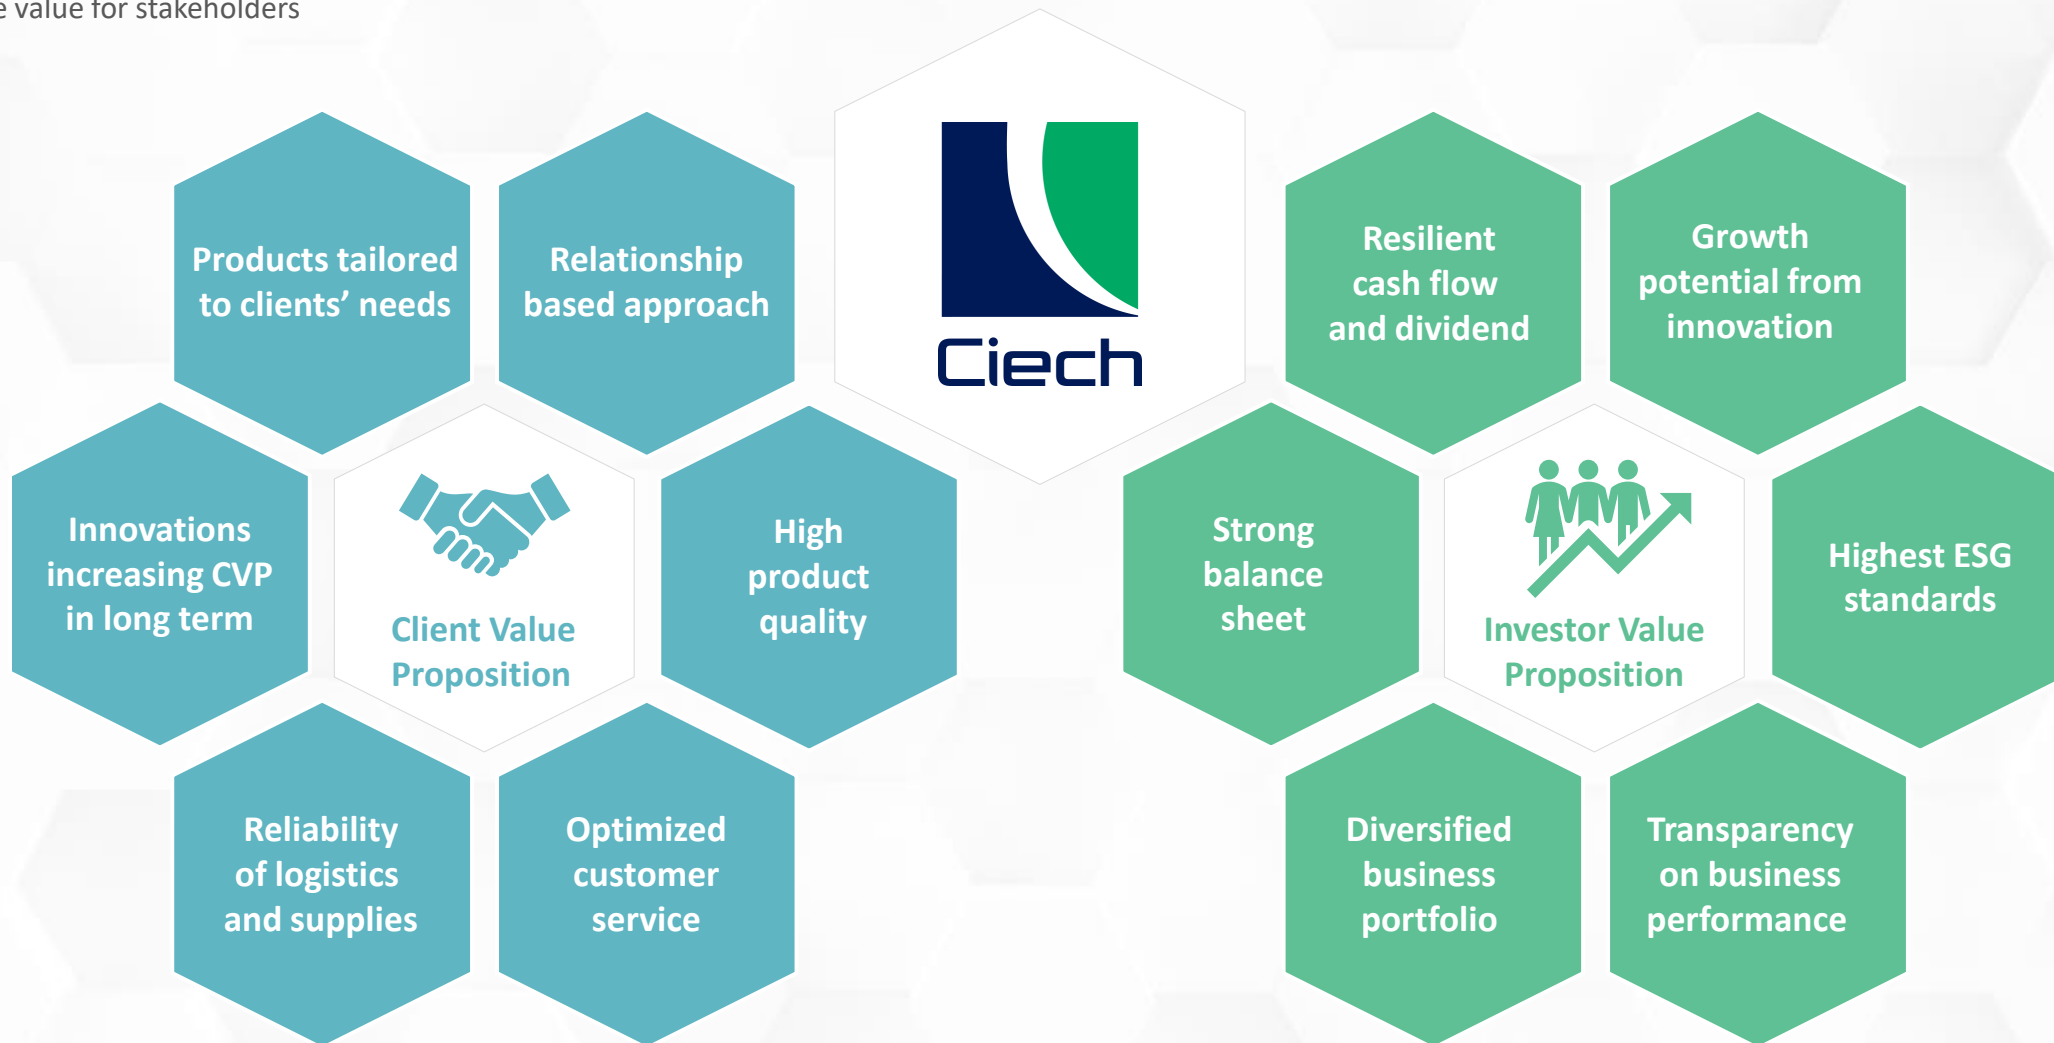 value for stakeholders
Ciech
Products tailored
to clients’ needs
Relationship
based approach
Innovations
increasing CVP
in long term
Client Value
Proposition
High
product
quality
Reliability
of logistics
and supplies
Optimized
customer
service
Resilient
cash flow
and dividend
Growth
potential from
innovation
Strong
balance
sheet
Investor Value
Proposition
Highest ESG
standards
Diversified
business
portfolio
Transparency
on business
performance